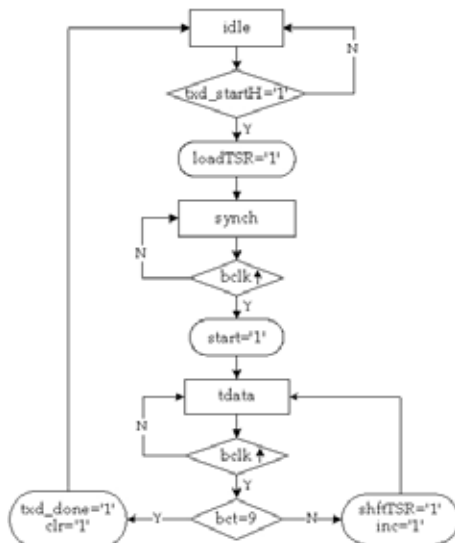 idle
N
txd_startH='1'
Y
loadTSR='1'
synch
N
bclk↑
Y
start='1'
tdata
N
bclk↑
Y
txd_done='1'
clr='1'
Y
bct=9
N
shftTSR='1'
inc='1'